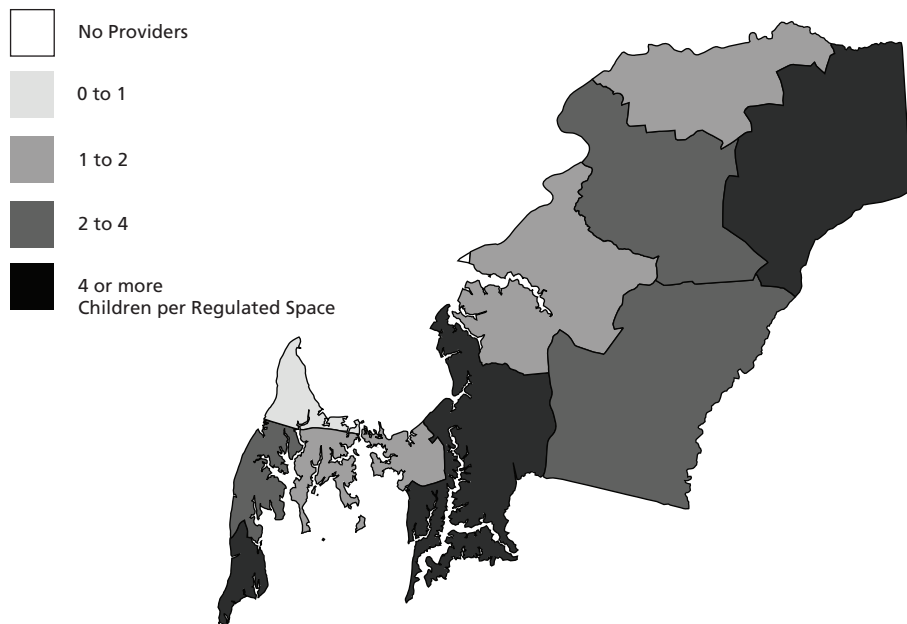 No Providers
0 to 1
1 to 2
2 to 4
4 or more
Children per Regulated Space